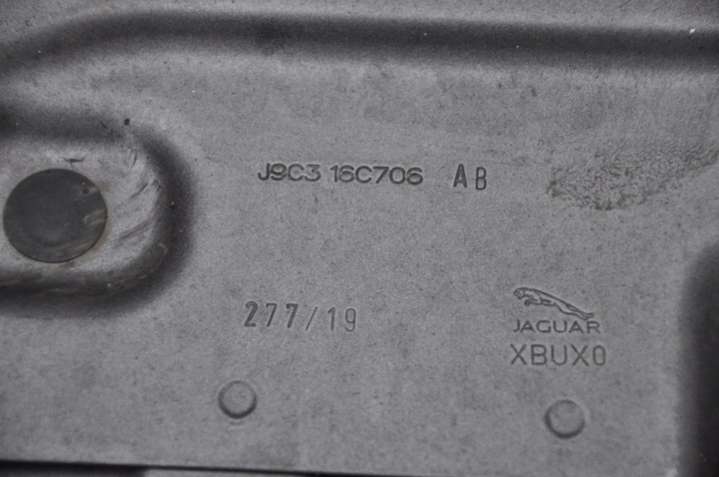 J9C3 16C706 AB
277/19
JAGUAR
XBUX0